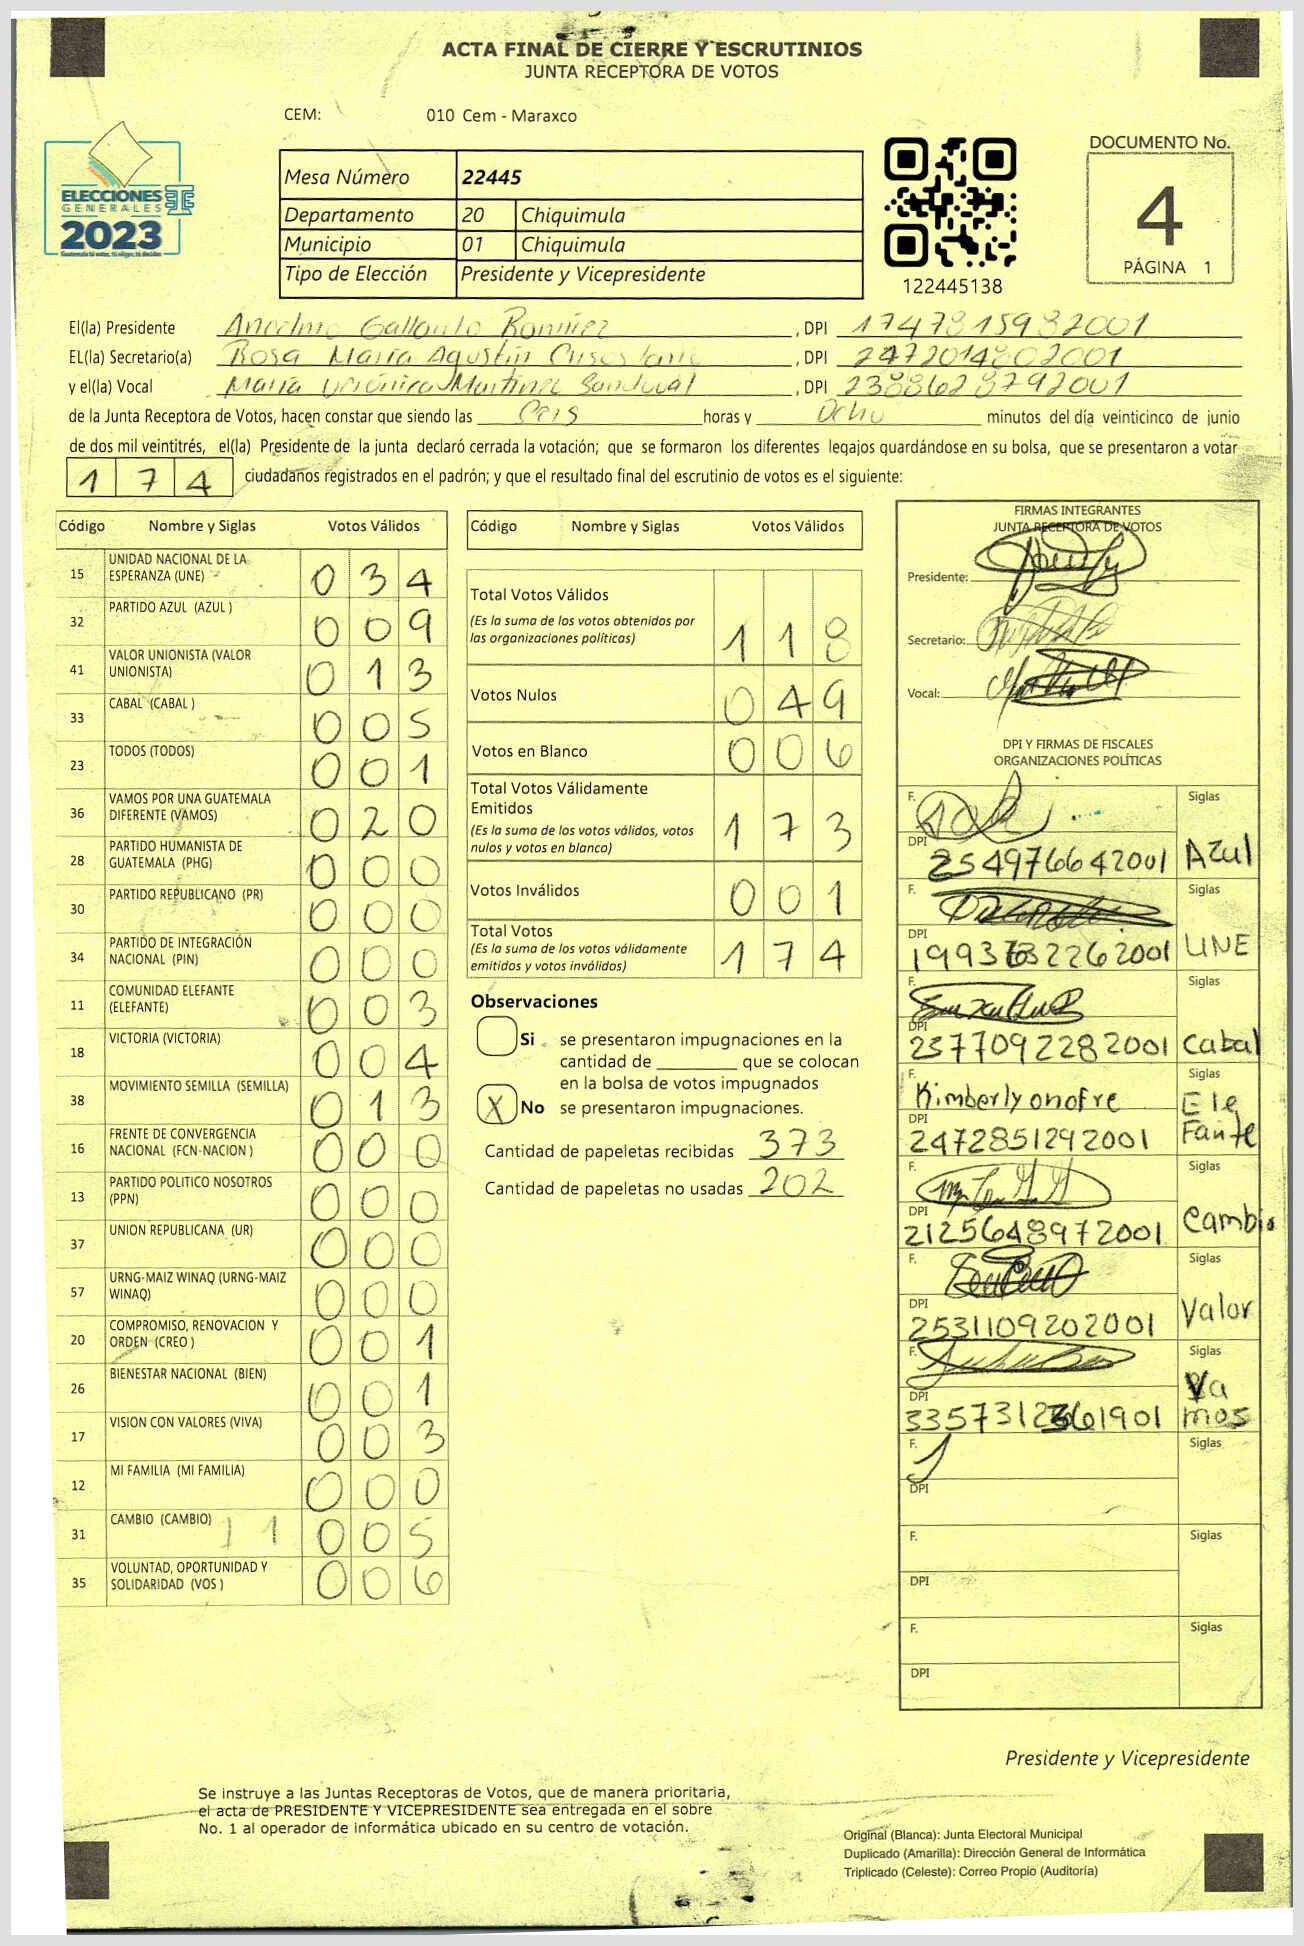 ACTA FINAL DE CIERRE Y ESCRUTINIOS
JUNTA RECEPTORA DE VOTOS
CEM: 010 Cem - Maraxco
ELECCIONES
GENERALES
2023
Mesa Número 22445
Departamento 20 Chiquimula
Municipio 01 Chiquimula
Tipo de Elección Presidente y Vicepresidente
122445138
DOCUMENTO No.
4
PÁGINA 1
El(la) Presidente Anselmo Gallardo Ramírez, DPI 1747815982001
EL(la) Secretario(a) Rosa María Agustín, DPI 2472014802001
y el(la) Vocal María Verónica Martínez Sandoval, DPI 2388628792001
de la Junta Receptora de Votos, hacen constar que siendo las Ceis horas y Ocho minutos del día veinticinco de junio
de dos mil veintitrés, el(la) Presidente de la junta declaró cerrada la votación; que se formaron los diferentes legajos quardándose en su bolsa, que se presentaron a votar
1 7 4 ciudadanos registrados en el padrón; y que el resultado final del escrutinio de votos es el siguiente:
Código Nombre y Siglas Votos Válidos
15 UNIDAD NACIONAL DE LA ESPERANZA (UNE) 0 3 4
32 PARTIDO AZUL (AZUL ) 0 0 9
41 VALOR UNIONISTA (VALOR UNIONISTA) 0 1 3
33 CABAL (CABAL ) 0 0 5
23 TODOS (TODOS) 0 0 1
36 VAMOS POR UNA GUATEMALA DIFERENTE (VAMOS) 0 2 0
28 PARTIDO HUMANISTA DE GUATEMALA (PHG) 0 0 0
30 PARTIDO REPUBLICANO (PR) 0 0 0
34 PARTIDO DE INTEGRACIÓN NACIONAL (PIN) 0 0 0
11 COMUNIDAD ELEFANTE (ELEFANTE) 0 0 3
18 VICTORIA (VICTORIA) 0 0 4
38 MOVIMIENTO SEMILLA (SEMILLA) 0 1 3
16 FRENTE DE CONVERGENCIA NACIONAL (FCN-NACION ) 0 0 0
13 PARTIDO POLITICO NOSOTROS (PPN) 0 0 0
37 UNION REPUBLICANA (UR) 0 0 0
57 URNG-MAIZ WINAQ (URNG-MAIZ WINAQ) 0 0 0
20 COMPROMISO, RENOVACION Y ORDEN (CREO ) 0 0 1
26 BIENESTAR NACIONAL (BIEN) 0 0 1
17 VISION CON VALORES (VIVA) 0 0 3
12 MI FAMILIA (MI FAMILIA) 0 0 0
31 CAMBIO (CAMBIO) 1 1 0 0 5
35 VOLUNTAD, OPORTUNIDAD Y SOLIDARIDAD (VOS ) 0 0 6
Código Nombre y Siglas Votos Válidos
Total Votos Válidos 1 1 8
(Es la suma de los votos obtenidos por
las organizaciones políticas)
Votos Nulos 0 4 9
Votos en Blanco 0 0 6
Total Votos Válidamente
Emitidos 1 7 3
(Es la suma de los votos válidos, votos
nulos y votos en blanco)
Votos Inválidos 0 0 1
Total Votos 1 7 4
(Es la suma de los votos válidamente
emitidos y votos inválidos)
Observaciones
Si se presentaron impugnaciones en la
cantidad de ________ que se colocan
en la bolsa de votos impugnados
X No se presentaron impugnaciones.
Cantidad de papeletas recibidas 373
Cantidad de papeletas no usadas 202
FIRMAS INTEGRANTES
JUNTA RECEPTORA DE VOTOS
Presidente:
Secretario:
Vocal:
DPI Y FIRMAS DE FISCALES
ORGANIZACIONES POLÍTICAS
F. Siglas
DPI 254976642001 Azul
F. Siglas
DPI UNE
F. Siglas
DPI 2377092282001 Cabal
F. Kimberly onofre Siglas
DPI 2472851292001 Ele Fante
F. Siglas
DPI 2125648972001 Cambio
F. Siglas
DPI 2531109202001 Valor
F. Siglas
DPI Vamos
F. Siglas
DPI
F. Siglas
DPI
F. Siglas
DPI
Presidente y Vicepresidente
Se instruye a las Juntas Receptoras de Votos, que de manera prioritaria,
el acta de PRESIDENTE Y VICEPRESIDENTE sea entregada en el sobre
No. 1 al operador de informática ubicado en su centro de votación.
Original (Blanca): Junta Electoral Municipal
Duplicado (Amarilla): Dirección General de Informática
Triplicado (Celeste): Correo Propio (Auditoría)